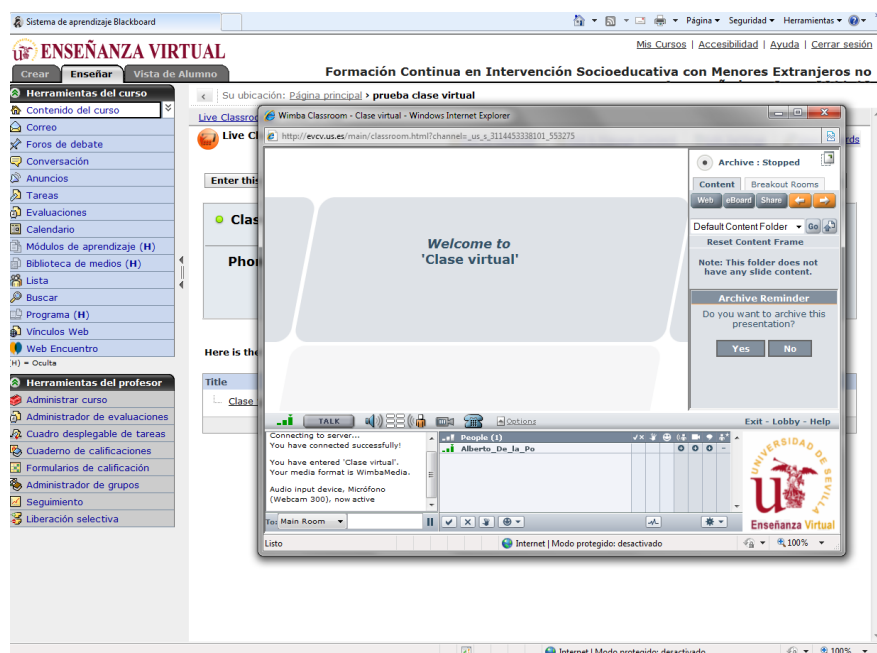 Sistema de aprendizaje Blackboard
Página Seguridad Herramientas
ENSEÑANZA VIRTUAL
Mis Cursos | Accesibilidad | Ayuda | Cerrar sesión
Crear Enseñar Vista de Alumno
Formación Continua en Intervención Socioeducativa con Menores Extranjeros no
Herramientas del curso
Contenido del curso
Correo
Foros de debate
Conversación
Anuncios
Tareas
Evaluaciones
Calendario
Módulos de aprendizaje (H)
Biblioteca de medios (H)
Lista
Buscar
Programa (H)
Vínculos Web
Web Encuentro
(H) = Oculta
Herramientas del profesor
Administrar curso
Administrador de evaluaciones
Cuadro desplegable de tareas
Cuaderno de calificaciones
Formularios de calificación
Administrador de grupos
Seguimiento
Liberación selectiva
Su ubicación: Página principal › prueba clase virtual
Live Classroo
Live Cl
rds
Enter this
Clas
Phon
Here is the
Title
Clase
Wimba Classroom - Clase virtual - Windows Internet Explorer
http://evcv.us.es/main/classroom.html?channel=_us_s_3114453338101_553275
Welcome to
'Clase virtual'
Archive : Stopped
Content Breakout Rooms
Web eBoard Share
Default Content Folder Go
Reset Content Frame
Note: This folder does not
have any slide content.
Archive Reminder
Do you want to archive this
presentation?
Yes No
TALK Options Exit - Lobby - Help
Connecting to server...
You have connected successfully!
You have entered 'Clase virtual'.
Your media format is WimbaMedia.
Audio input device, Micrófono
(Webcam 300), now active
To: Main Room
People (1)
Alberto_De_la_Po
UNIVERSIDAD DE SEVILLA
Enseñanza Virtual
Listo
Internet | Modo protegido: desactivado
100%
Internet | Modo protegido: desactivado
100%